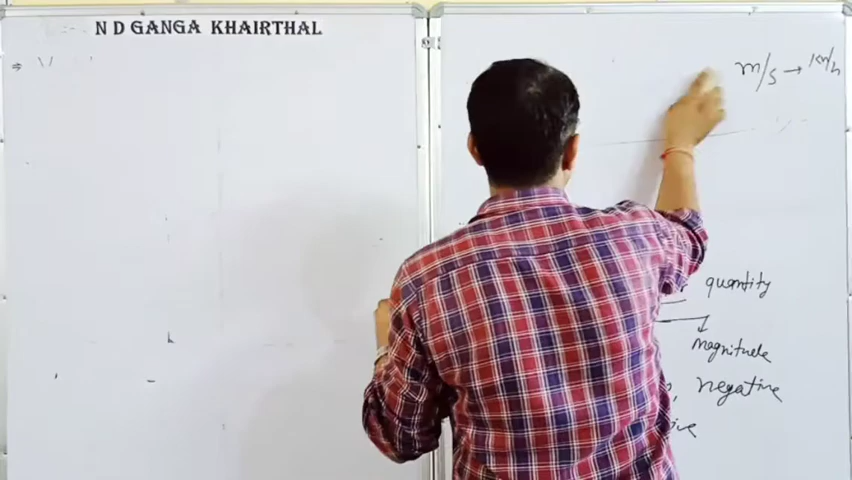 N D GANGA KHAIRTHAL
m/s → km/h
quantity
magnitude
, negative